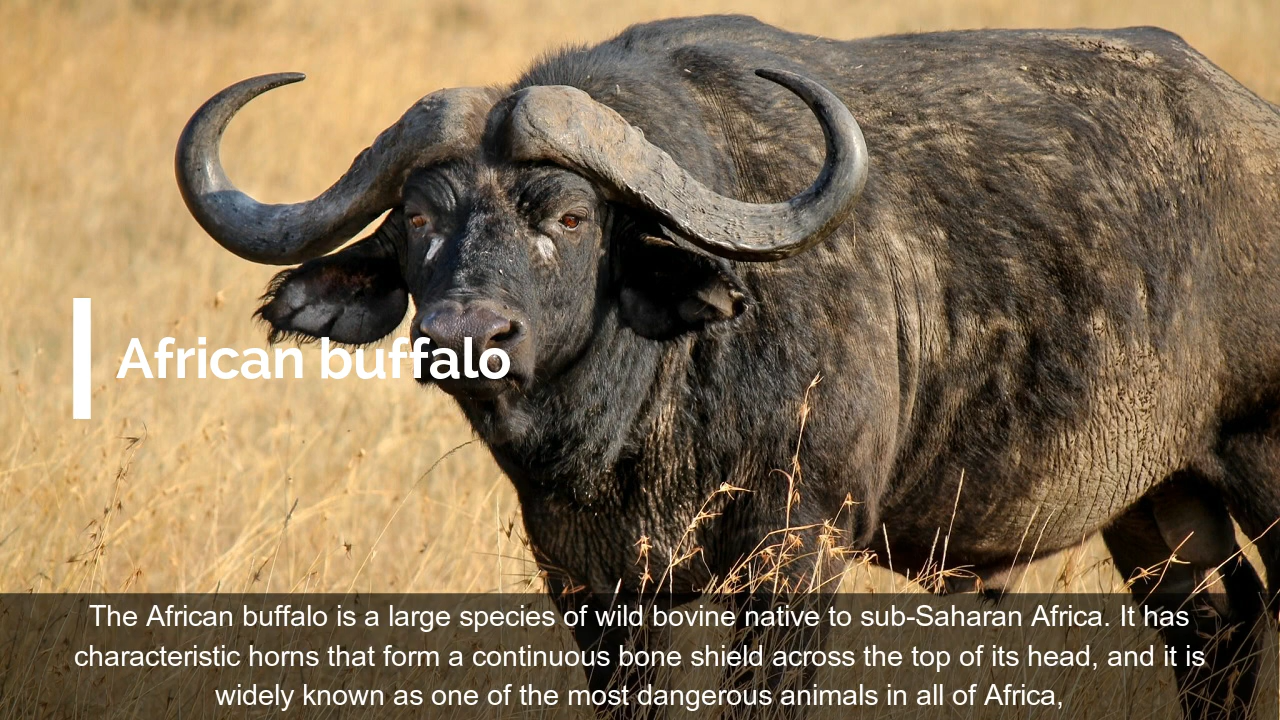 African buffalo
The African buffalo is a large species of wild bovine native to sub-Saharan Africa. It has
characteristic horns that form a continuous bone shield across the top of its head, and it is
widely known as one of the most dangerous animals in all of Africa,